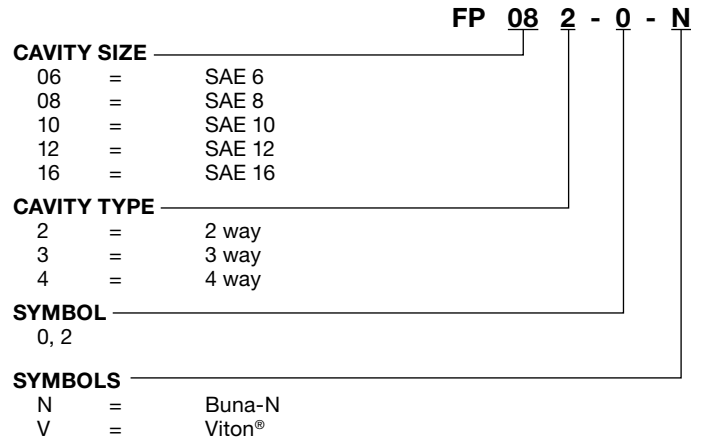 FP 08 2 - 0 - N
CAVITY SIZE
06 = SAE 6
08 = SAE 8
10 = SAE 10
12 = SAE 12
16 = SAE 16
CAVITY TYPE
2 = 2 way
3 = 3 way
4 = 4 way
SYMBOL
0, 2
SYMBOLS
N = Buna-N
V = Viton®